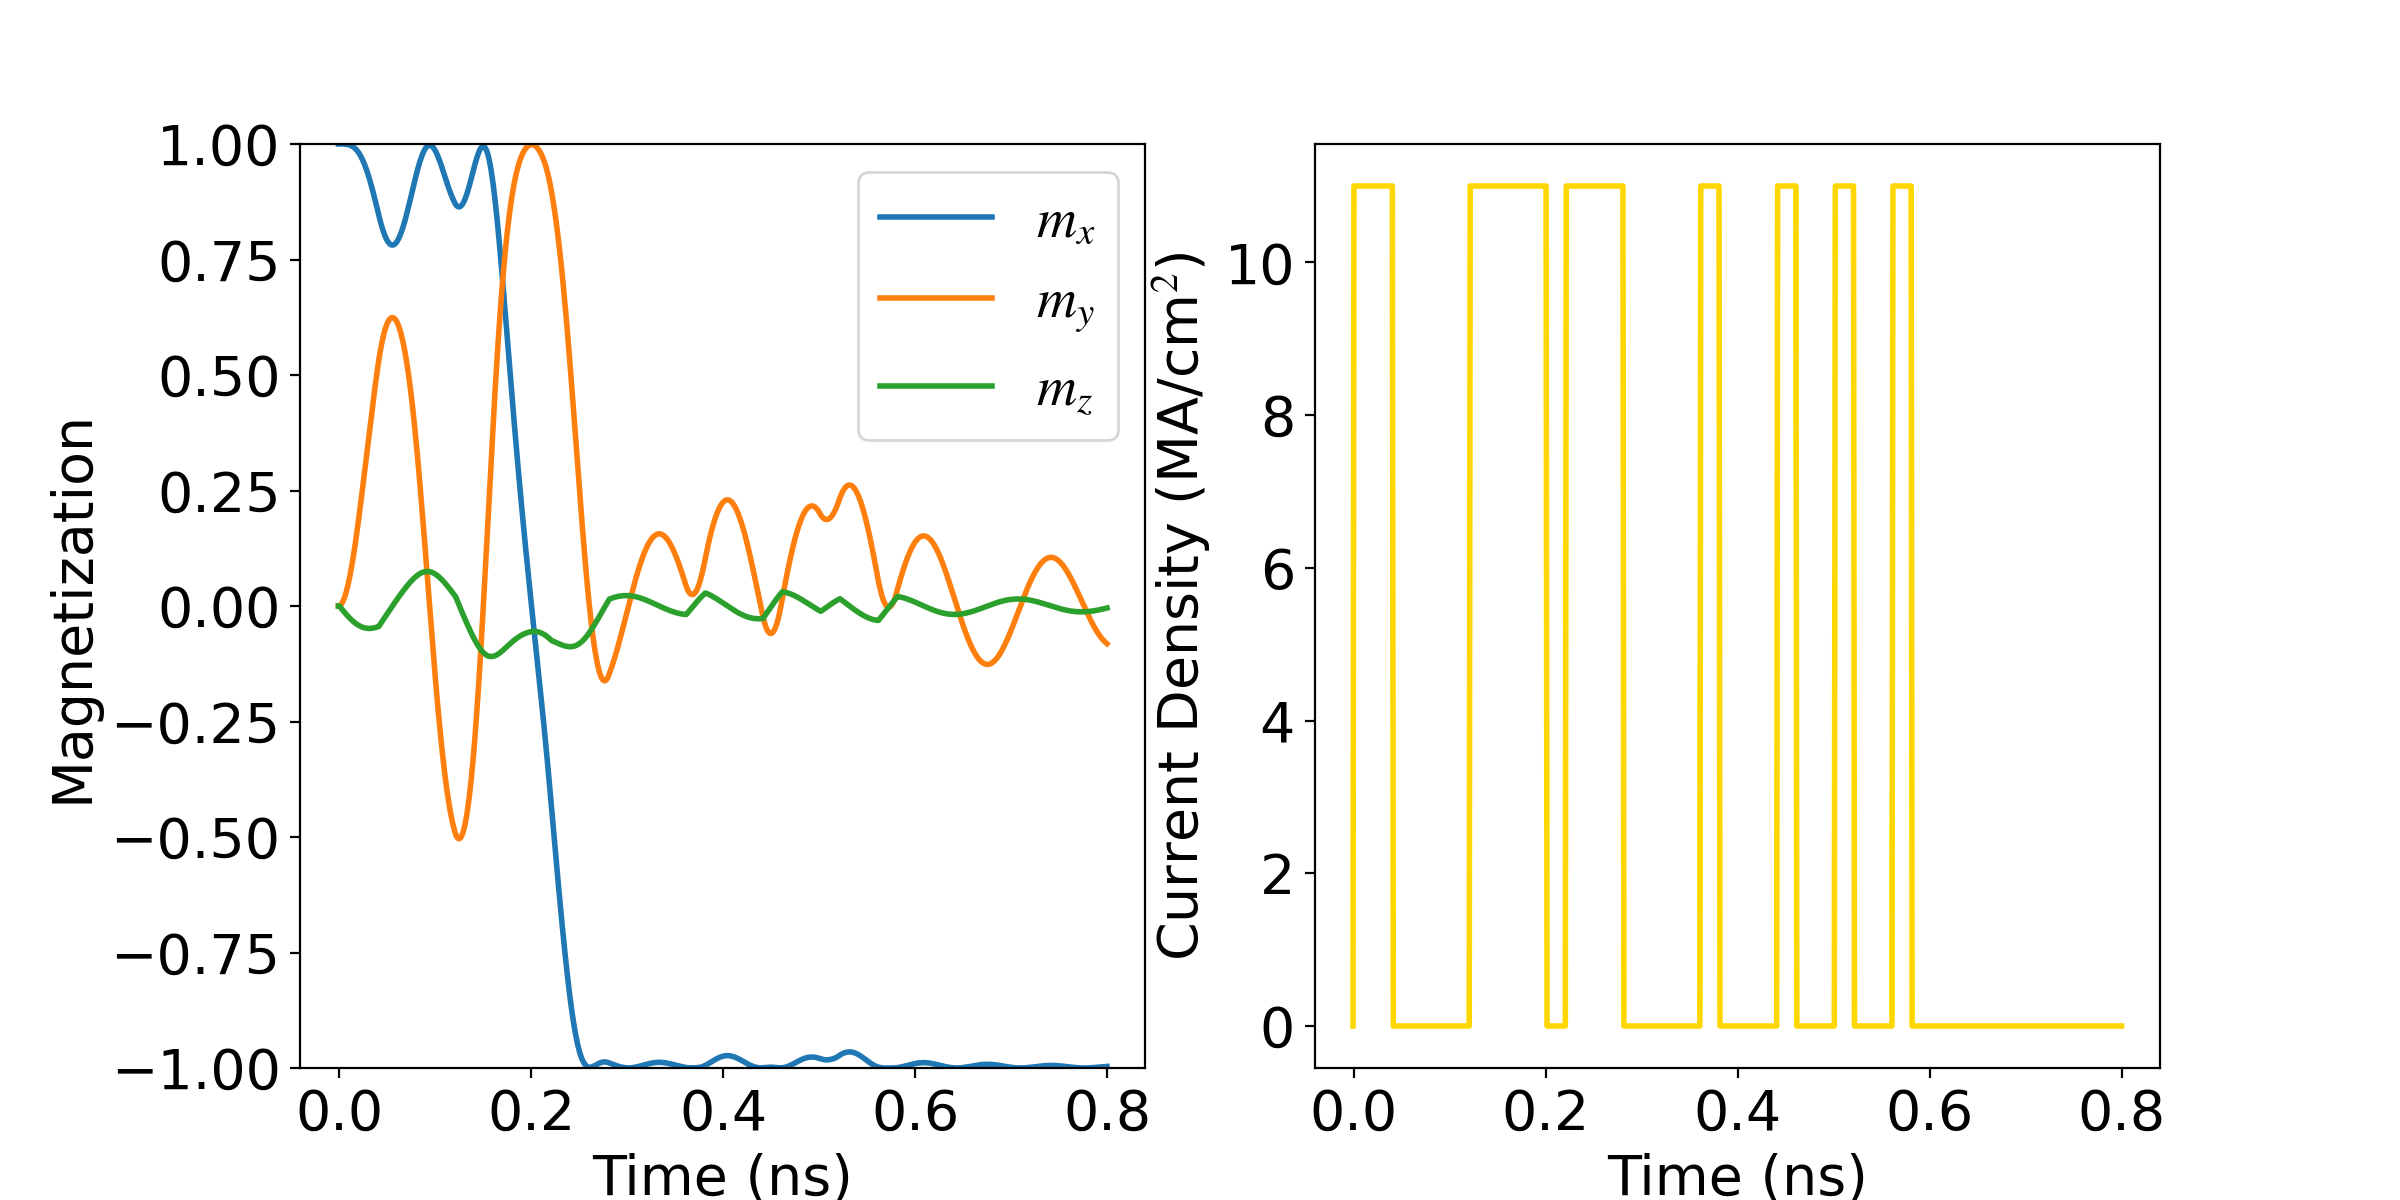 1.00
0.75
0.50
0.25
0.00
−0.25
−0.50
−0.75
−1.00
Magnetization
0.0 0.2 0.4 0.6 0.8
Time (ns)
m_x
m_y
m_z
Current Density (MA/cm²)
10
8
6
4
2
0
0.0 0.2 0.4 0.6 0.8
Time (ns)